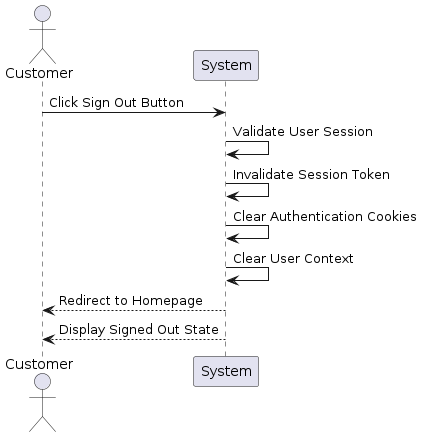 Customer
System
Click Sign Out Button
Validate User Session
Invalidate Session Token
Clear Authentication Cookies
Clear User Context
Redirect to Homepage
Display Signed Out State
Customer
System